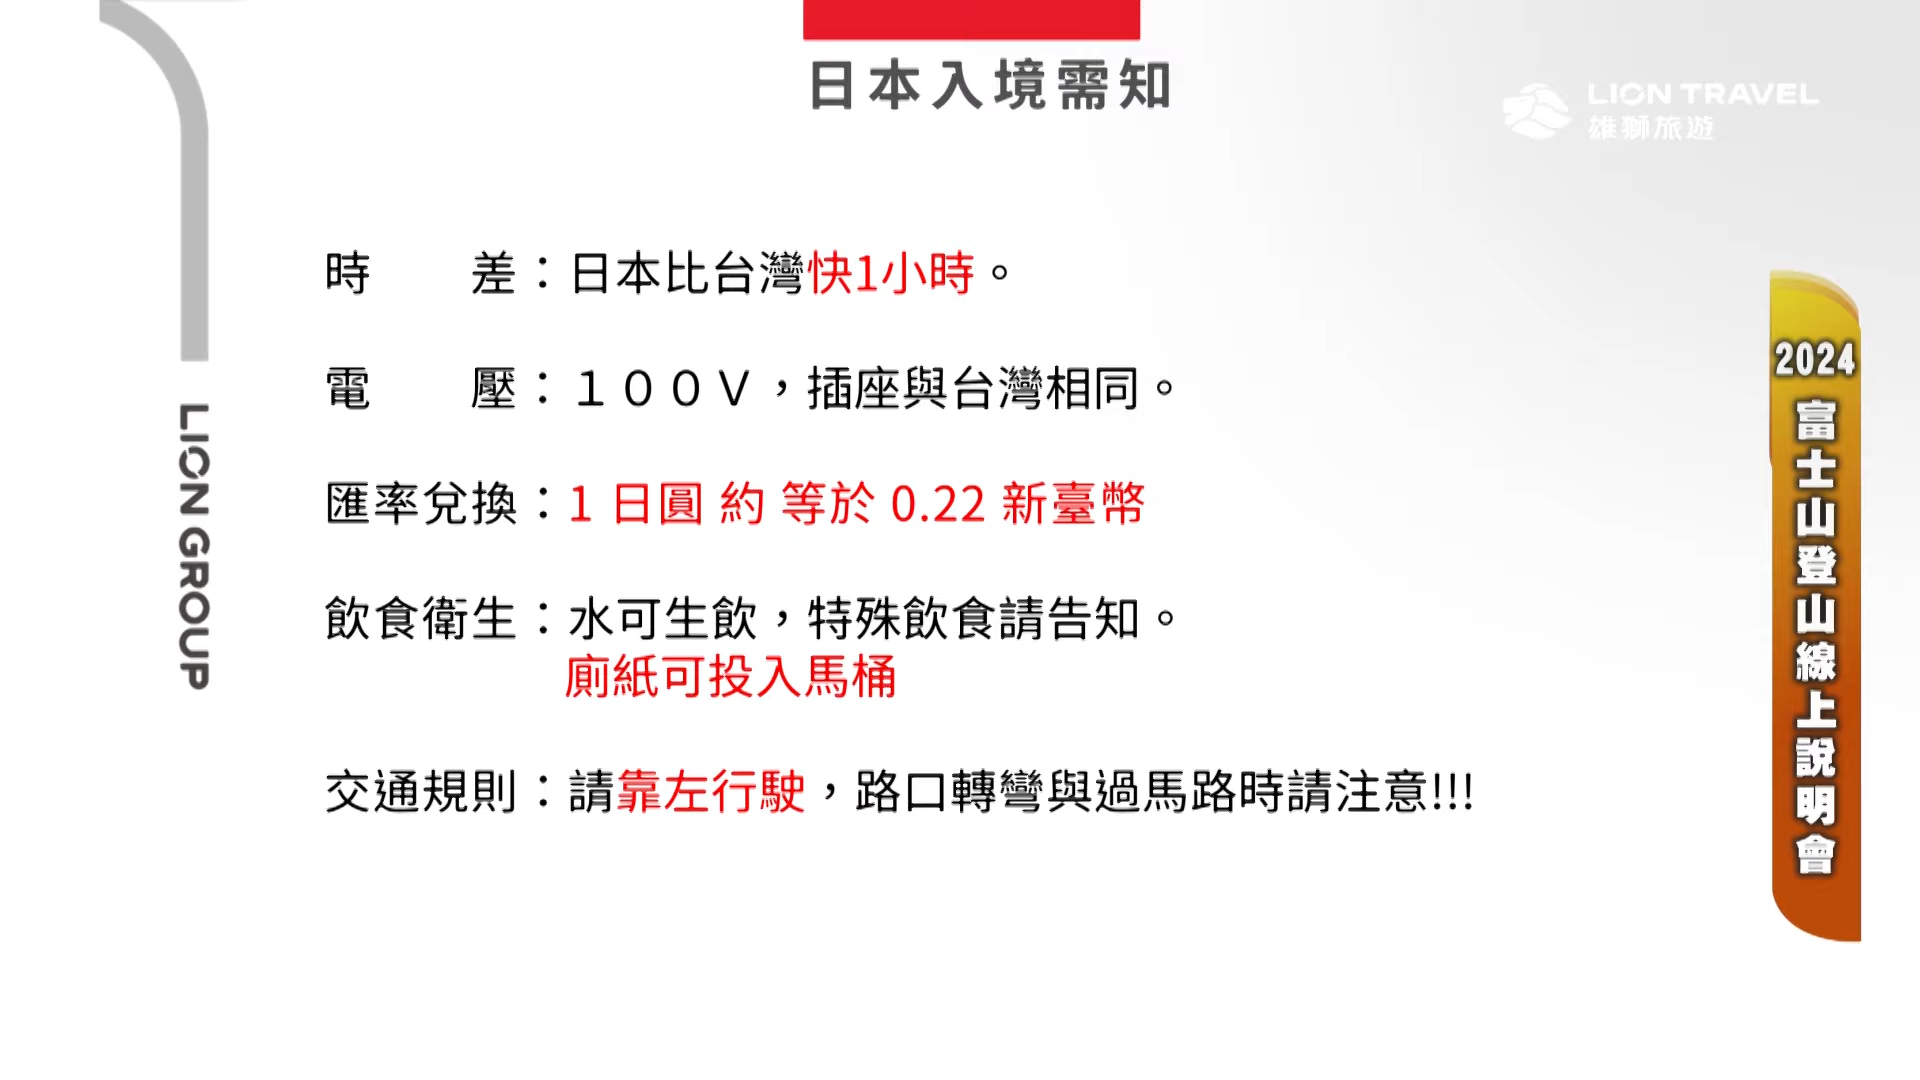 日本入境需知
LION TRAVEL
雄獅旅遊
時　　差：日本比台灣快1小時。
電　　壓：１００Ｖ，插座與台灣相同。
匯率兌換：1 日圓 約 等於 0.22 新臺幣
飲食衛生：水可生飲，特殊飲食請告知。
廁紙可投入馬桶
交通規則：請靠左行駛，路口轉彎與過馬路時請注意!!!
LION GROUP
2024
富士山登山線上說明會